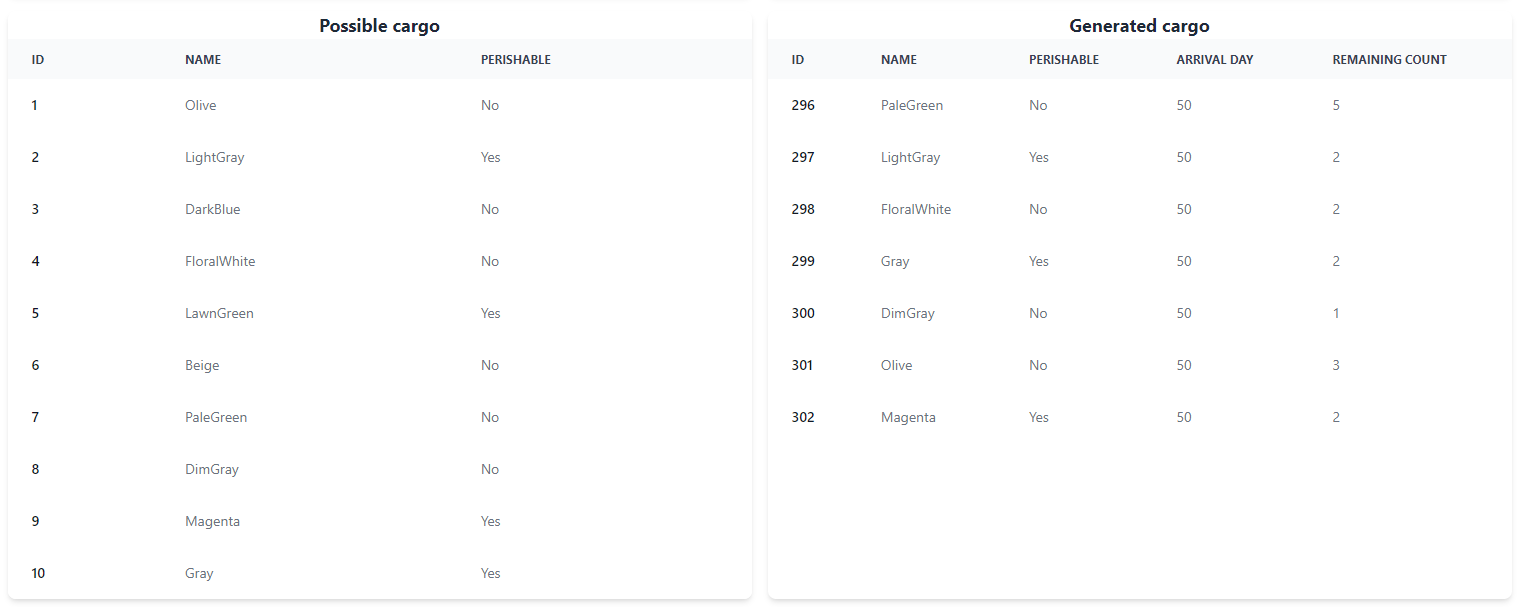 Possible cargo
ID NAME PERISHABLE
1 Olive No
2 LightGray Yes
3 DarkBlue No
4 FloralWhite No
5 LawnGreen Yes
6 Beige No
7 PaleGreen No
8 DimGray No
9 Magenta Yes
10 Gray Yes
Generated cargo
ID NAME PERISHABLE ARRIVAL DAY REMAINING COUNT
296 PaleGreen No 50 5
297 LightGray Yes 50 2
298 FloralWhite No 50 2
299 Gray Yes 50 2
300 DimGray No 50 1
301 Olive No 50 3
302 Magenta Yes 50 2